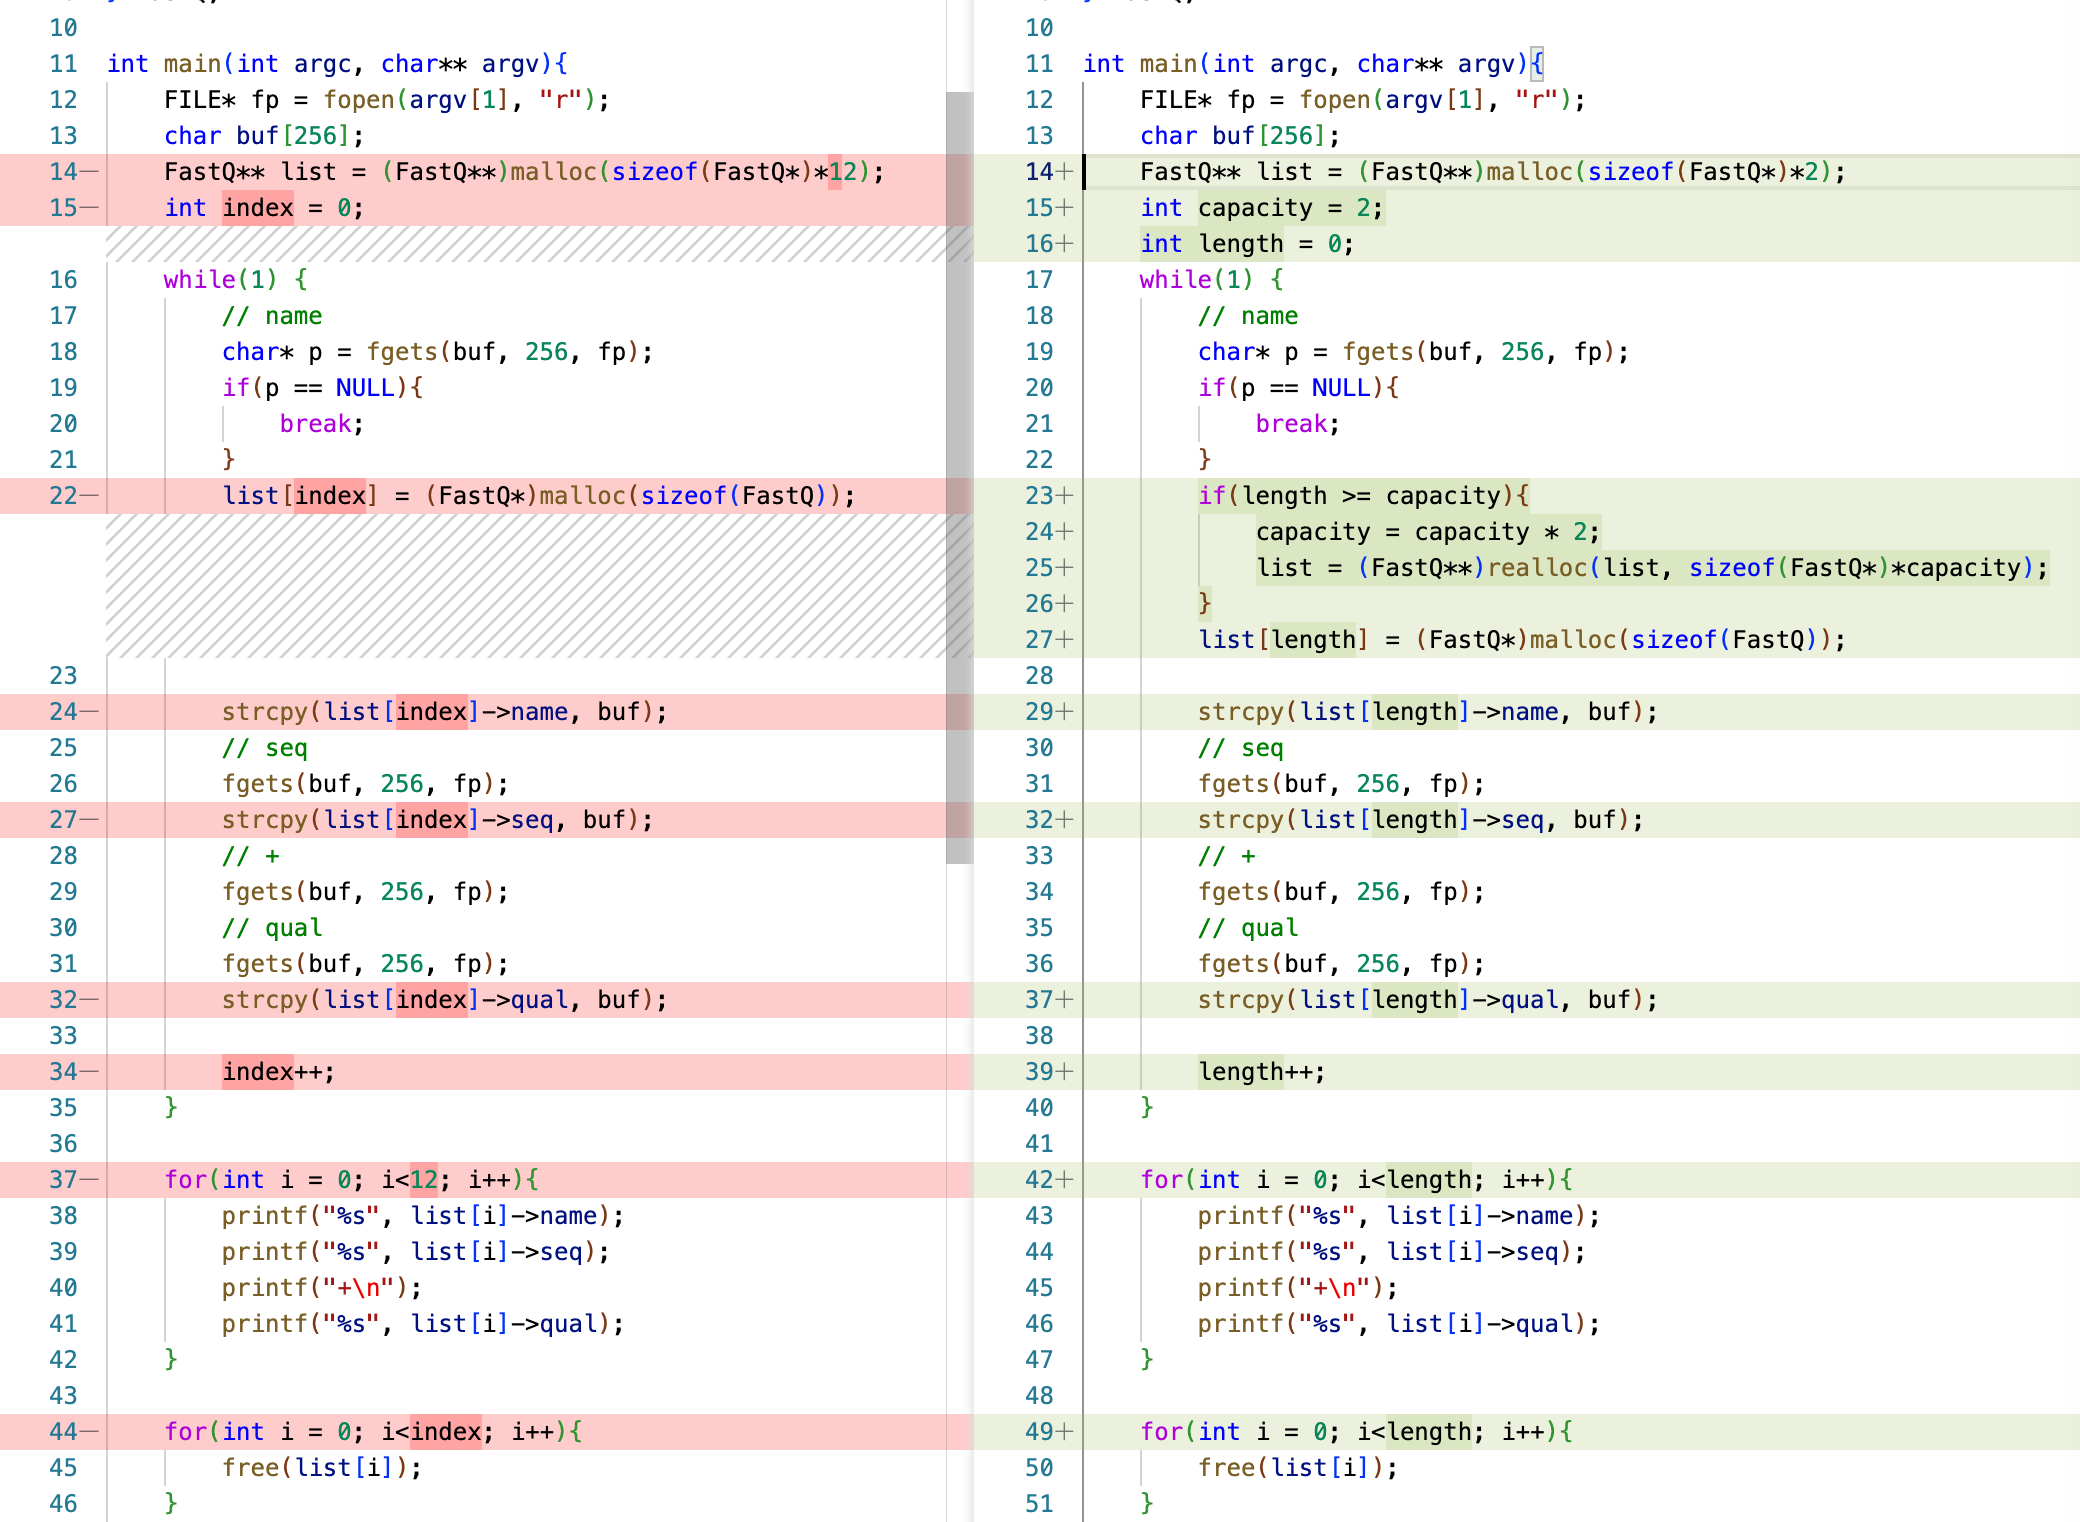 10
11 int main(int argc, char** argv){
12     FILE* fp = fopen(argv[1], "r");
13     char buf[256];
14—     FastQ** list = (FastQ**)malloc(sizeof(FastQ*)*12);
15—     int index = 0;
16     while(1) {
17         // name
18         char* p = fgets(buf, 256, fp);
19         if(p == NULL){
20             break;
21         }
22—         list[index] = (FastQ*)malloc(sizeof(FastQ));
23
24—         strcpy(list[index]->name, buf);
25         // seq
26         fgets(buf, 256, fp);
27—         strcpy(list[index]->seq, buf);
28         // +
29         fgets(buf, 256, fp);
30         // qual
31         fgets(buf, 256, fp);
32—         strcpy(list[index]->qual, buf);
33
34—         index++;
35     }
36
37—     for(int i = 0; i<12; i++){
38         printf("%s", list[i]->name);
39         printf("%s", list[i]->seq);
40         printf("+\n");
41         printf("%s", list[i]->qual);
42     }
43
44—     for(int i = 0; i<index; i++){
45         free(list[i]);
46     }
10
11 int main(int argc, char** argv){
12     FILE* fp = fopen(argv[1], "r");
13     char buf[256];
14+     FastQ** list = (FastQ**)malloc(sizeof(FastQ*)*2);
15+     int capacity = 2;
16+     int length = 0;
17     while(1) {
18         // name
19         char* p = fgets(buf, 256, fp);
20         if(p == NULL){
21             break;
22         }
23+         if(length >= capacity){
24+             capacity = capacity * 2;
25+             list = (FastQ**)realloc(list, sizeof(FastQ*)*capacity);
26+         }
27+         list[length] = (FastQ*)malloc(sizeof(FastQ));
28
29+         strcpy(list[length]->name, buf);
30         // seq
31         fgets(buf, 256, fp);
32+         strcpy(list[length]->seq, buf);
33         // +
34         fgets(buf, 256, fp);
35         // qual
36         fgets(buf, 256, fp);
37+         strcpy(list[length]->qual, buf);
38
39+         length++;
40     }
41
42+     for(int i = 0; i<length; i++){
43         printf("%s", list[i]->name);
44         printf("%s", list[i]->seq);
45         printf("+\n");
46         printf("%s", list[i]->qual);
47     }
48
49+     for(int i = 0; i<length; i++){
50         free(list[i]);
51     }